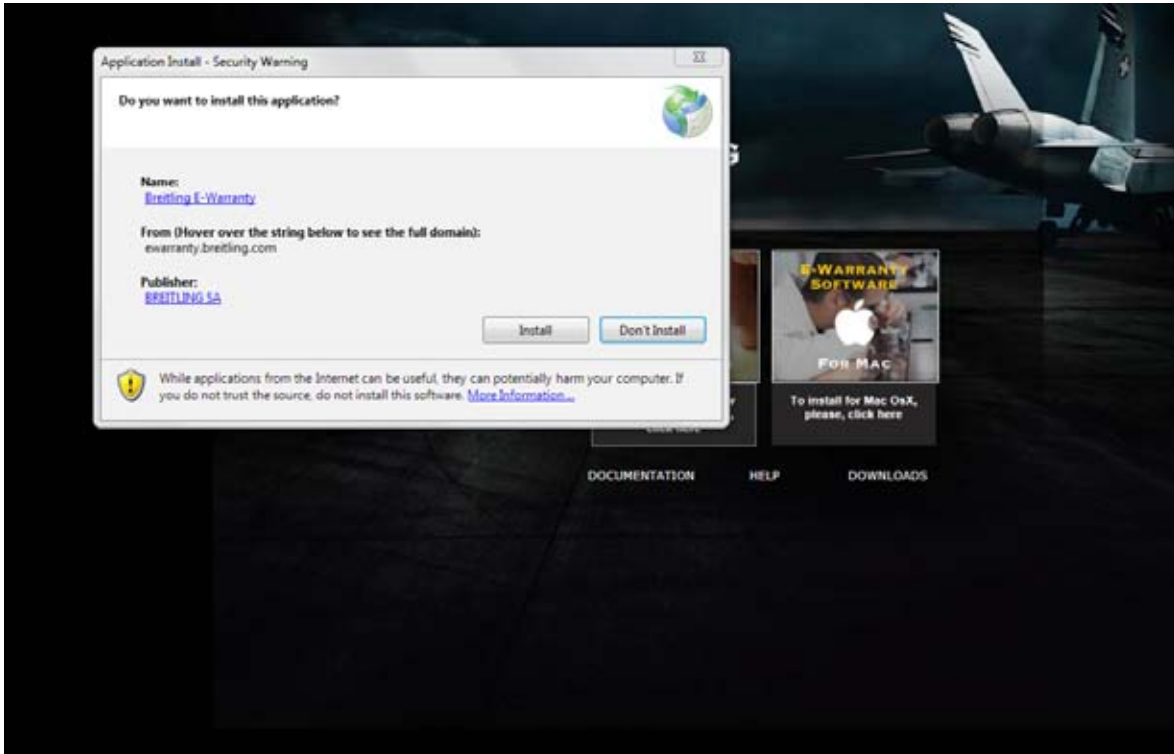 Application Install - Security Warning
Do you want to install this application?
Name:
Breitling E-Warranty
From (Hover over the string below to see the full domain):
ewarranty.breitling.com
Publisher:
BREITLING SA
Install
Don't Install
While applications from the Internet can be useful, they can potentially harm your computer. If
you do not trust the source, do not install this software. More Information...
G
E-WARRANTY
SOFTWARE
FOR MAC
To install for Mac OsX,
please, click here
click here
DOCUMENTATION
HELP
DOWNLOADS